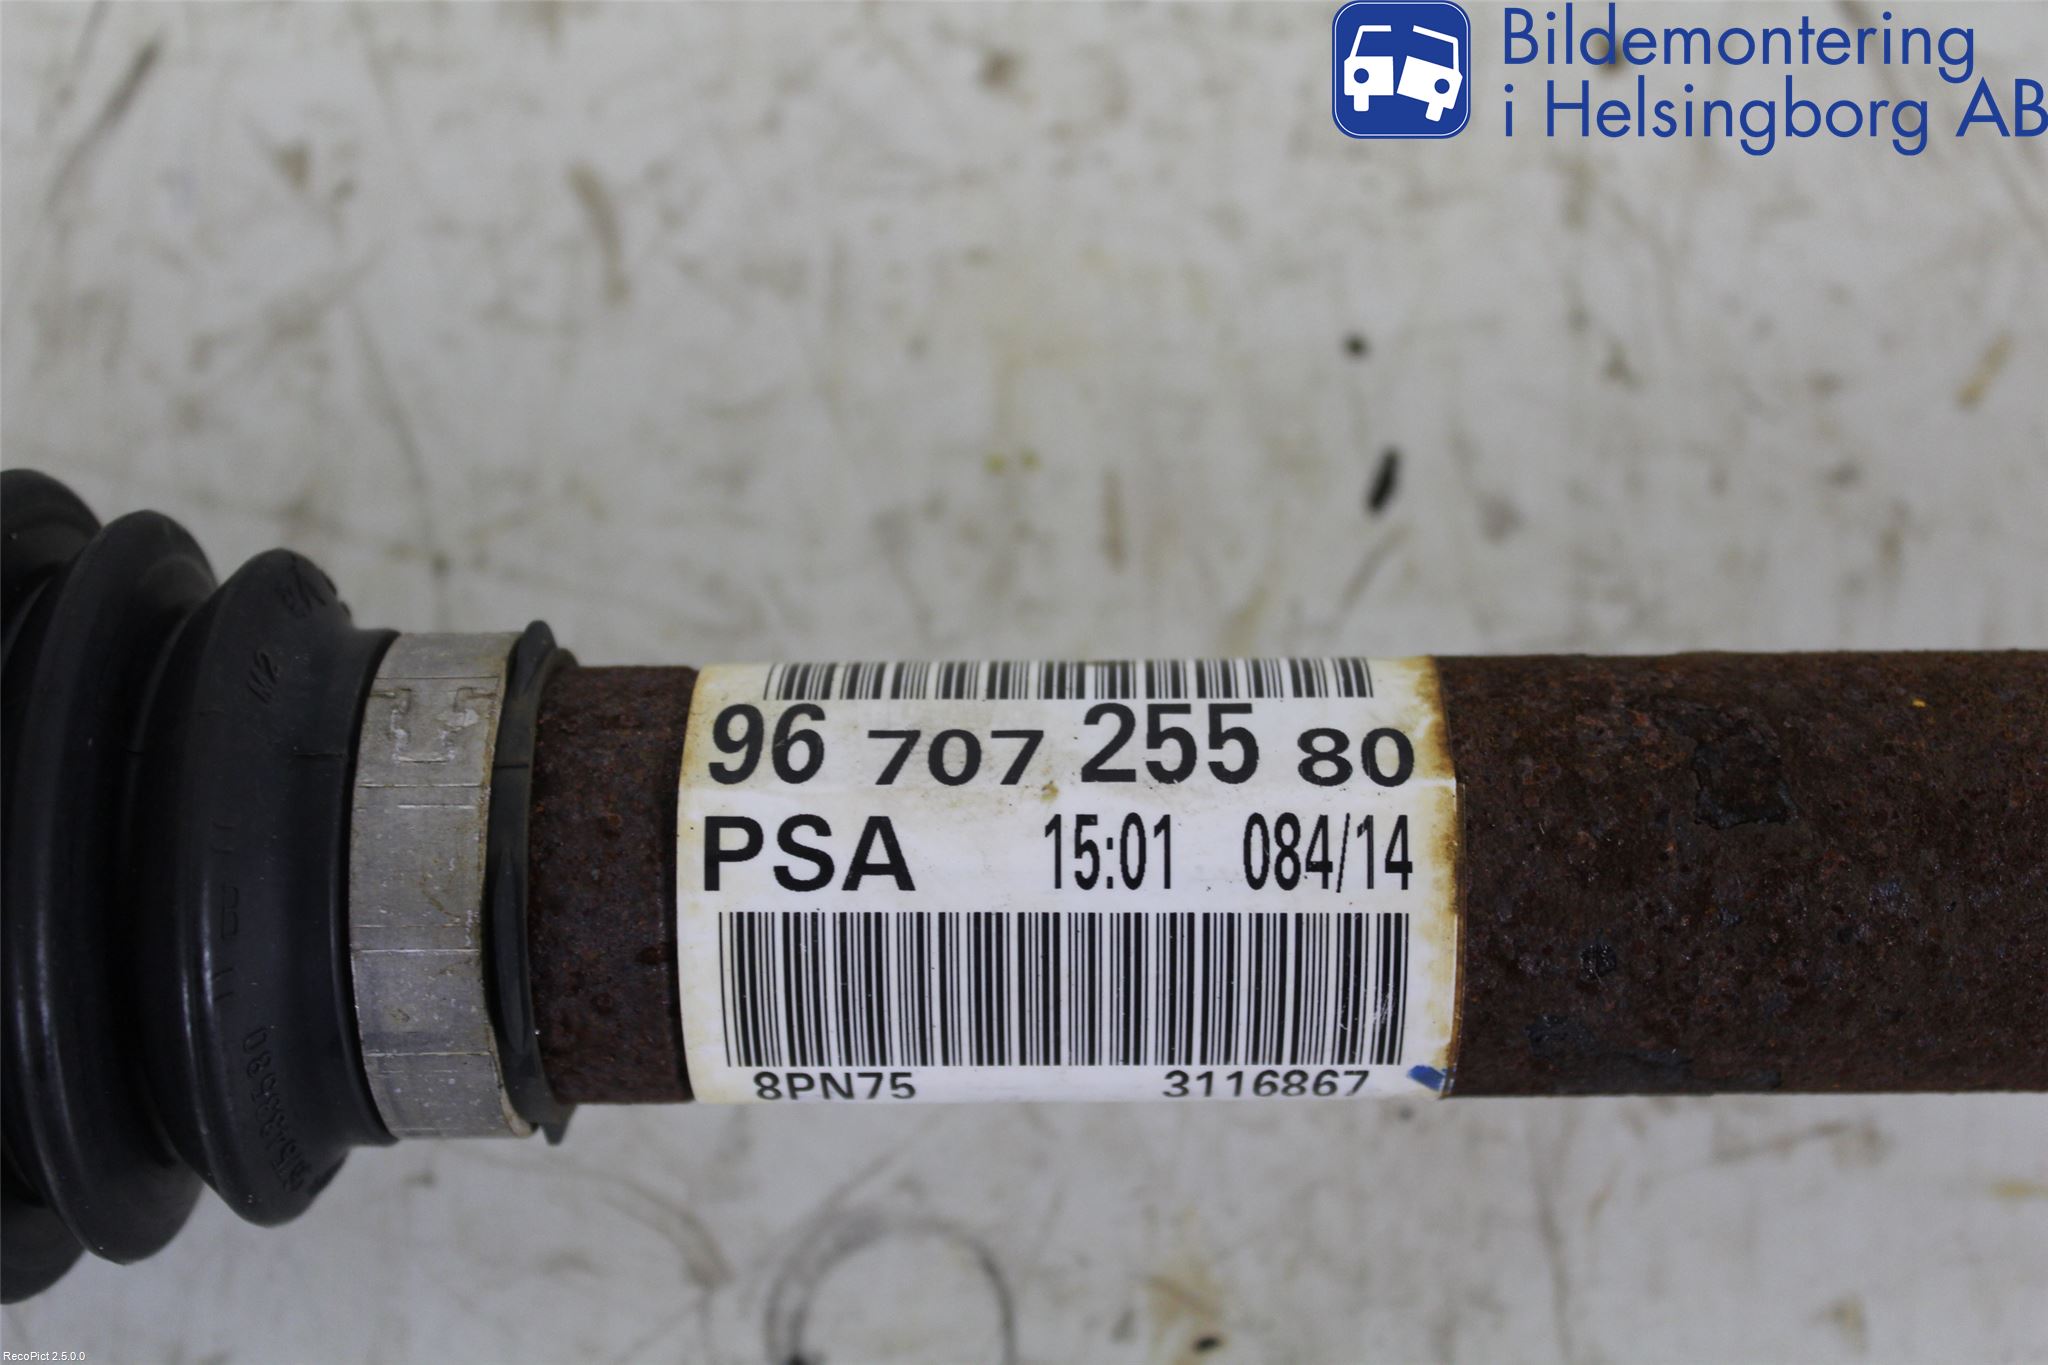 Bildemontering
i Helsingborg AB
96 707 255 80
PSA 15:01 084/14
8PN75 3116867
RecoPict 2.5.0.0